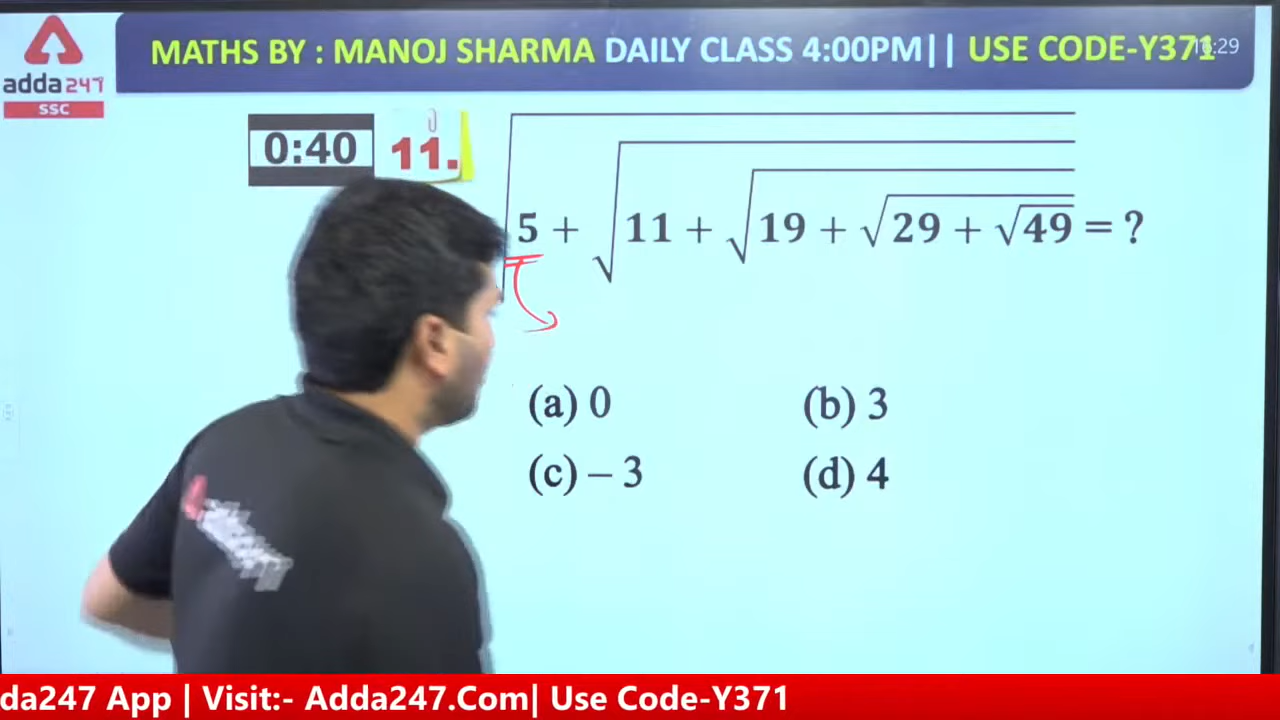 adda247
SSC
MATHS BY : MANOJ SHARMA DAILY CLASS 4:00PM|| USE CODE-Y371
0:40
11.
√5 + √11 + √19 + √29 + √49 = ?
(a) 0
(b) 3
(c) – 3
(d) 4
da247 App | Visit:- Adda247.Com| Use Code-Y371